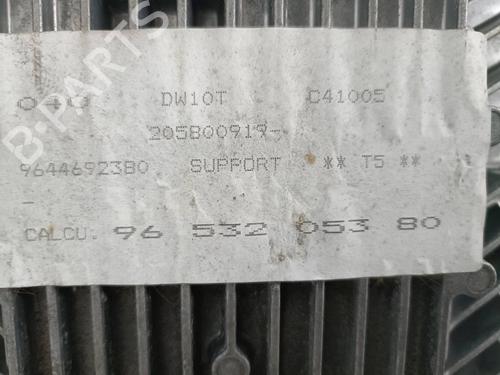 B-PARTS
040 DW10T C41005
205800919-
9644692380 SUPPORT ** T5 **
-
CALCU. 96 532 053 80